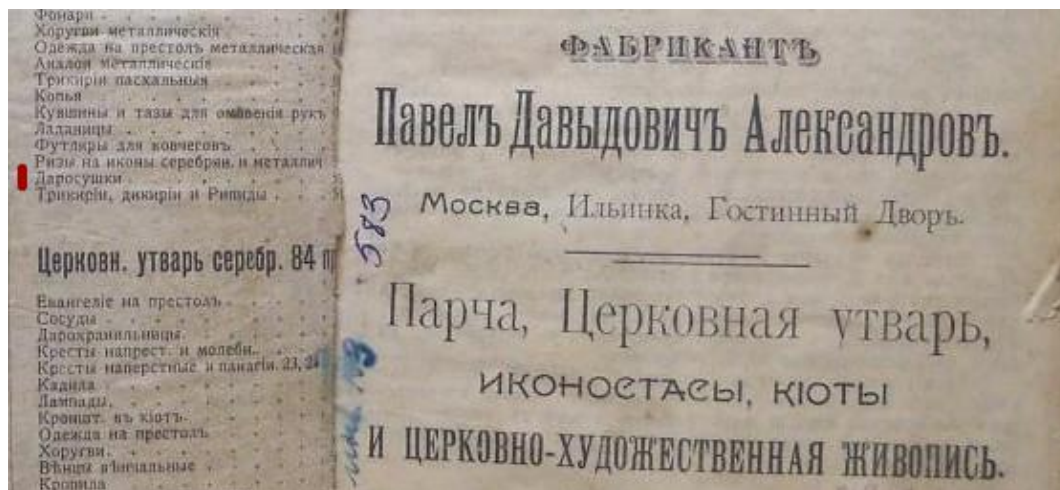 Фонари
Хоругви металлическія
Одежда на престолъ металлическая
Аналои металлическіе
Трикиріи пасхальныя
Копья
Кувшины и тазы для омовенія рукъ
Ладаницы
Футляры для ковчеговъ
Ризы на иконы серебрян. и металлич
Даросушки
Трикиріи, дикиріи и Рипиды
Церковн. утварь серебр. 84
Евангеліе на престолъ
Сосуды
Дарохранильницы.
Кресты напрест. и молебн.
Кресты наперстные и панагіи. 23,
Кадила
Лампады.
Кроншт. въ кіотъ.
Одежда на престолъ
Хоругви.
Вѣнцы вѣнчальные
Кропила
ФАБРИКАНТЪ
Павелъ Давыдовичъ Александровъ.
Москва, Ильинка, Гостинный Дворъ.
583
Парча, Церковная утварь,
ИКОНОСТАСЫ, КІОТЫ
И ЦЕРКОВНО-ХУДОЖЕСТВЕННАЯ ЖИВОПИСЬ.